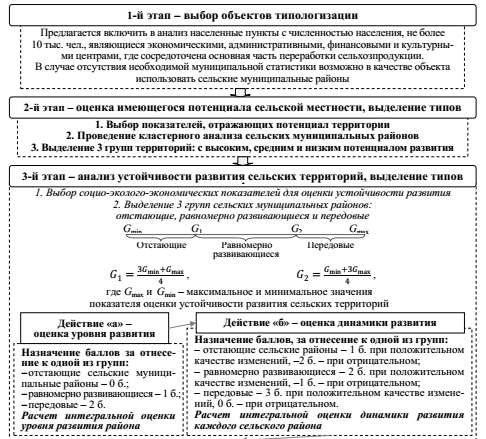 1-й этап – выбор объектов типологизации
Предлагается включить в анализ населенные пункты с численностью населения, не более
10 тыс. чел., являющиеся экономическими, административными, финансовыми и культурны-
ми центрами, где сосредоточена основная часть переработки сельхозпродукции.
В случае отсутствия необходимой муниципальной статистики возможно в качестве объекта
использовать сельские муниципальные районы
2-й этап – оценка имеющегося потенциала сельской местности, выделение типов
1. Выбор показателей, отражающих потенциал территории
2. Проведение кластерного анализа сельских муниципальных районов
3. Выделение 3 групп территорий: с высоким, средним и низким потенциалом развития
3-й этап – анализ устойчивости развития сельских территорий, выделение типов
1. Выбор социо-эколого-экономических показателей для оценки устойчивости развития
2. Выделение 3 групп сельских муниципальных районов:
отстающие, равномерно развивающиеся и передовые
Gmin G1 G2 Gmax
Отстающие Равномерно развивающиеся Передовые
G1 = (3Gmin+Gmax)/4, G2 = (Gmin+3Gmax)/4,
где Gmax и Gmin – максимальное и минимальное значения
показателя оценки устойчивости развития сельских территорий
Действие «а» –
оценка уровня развития
Назначение баллов за отнесе-
ние к одной из групп:
–отстающие сельские муници-
пальные районы – 0 б.;
–равномерно развивающиеся – 1 б.;
–передовые – 2 б.
Расчет интегральной оценки
уровня развития района
Действие «б» – оценка динамики развития
Назначение баллов, за отнесение к одной из групп:
– отстающие сельские районы – 1 б. при положительном
качестве изменений, –2 б. – при отрицательном;
– равномерно развивающиеся – 2 б. при положительном
качестве изменений, –1 б. – при отрицательном;
– передовые – 3 б. при положительном качестве измене-
ний, 0 б. – при отрицательном.
Расчет интегральной оценки динамики развития
каждого сельского района